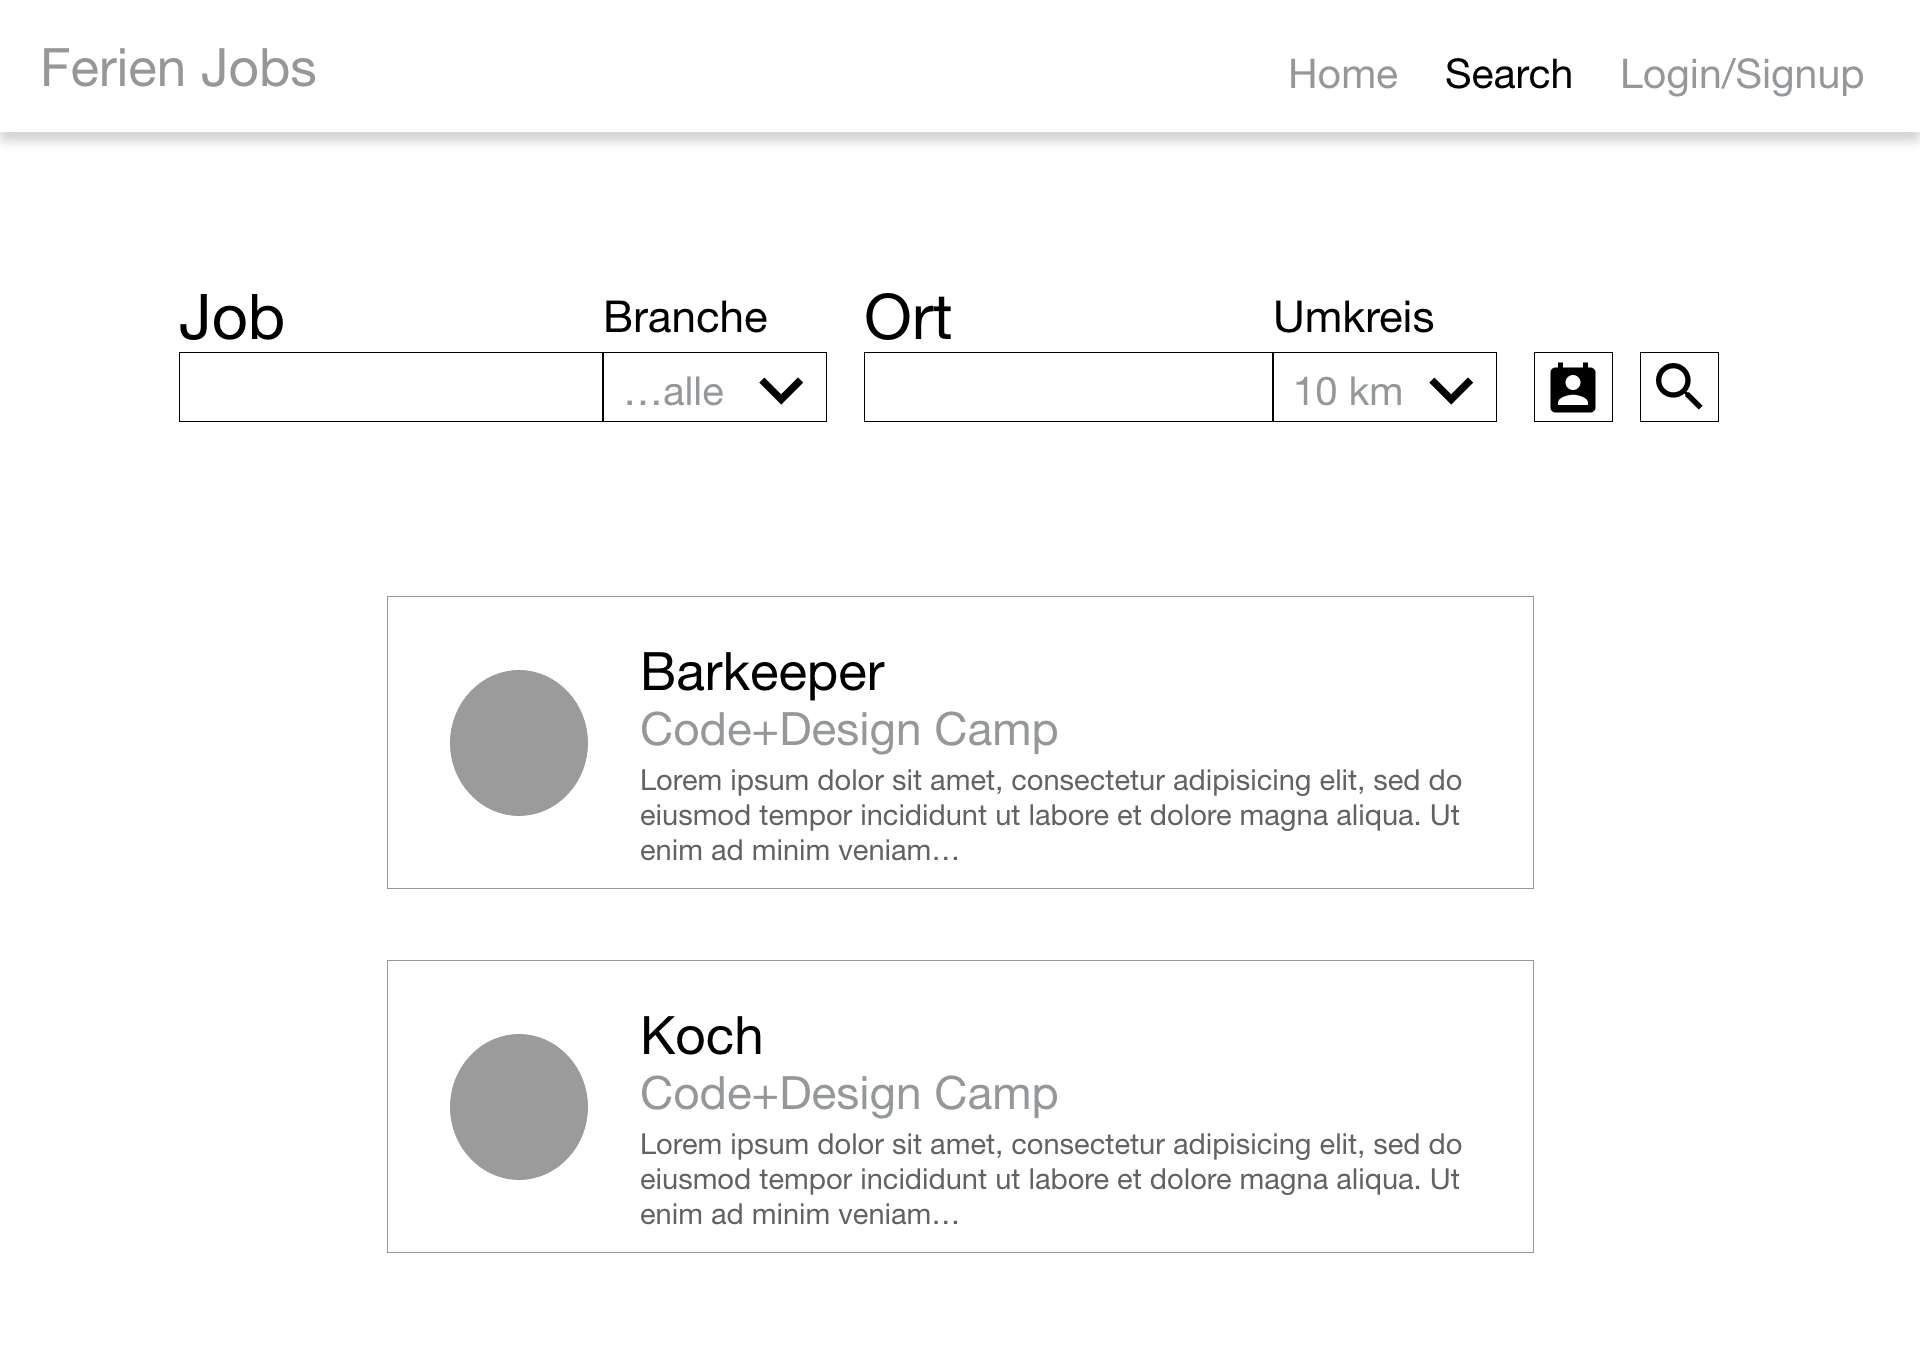 Ferien Jobs
Home Search Login/Signup
Job Branche Ort Umkreis
…alle 10 km
Barkeeper
Code+Design Camp
Lorem ipsum dolor sit amet, consectetur adipisicing elit, sed do
eiusmod tempor incididunt ut labore et dolore magna aliqua. Ut
enim ad minim veniam…
Koch
Code+Design Camp
Lorem ipsum dolor sit amet, consectetur adipisicing elit, sed do
eiusmod tempor incididunt ut labore et dolore magna aliqua. Ut
enim ad minim veniam…